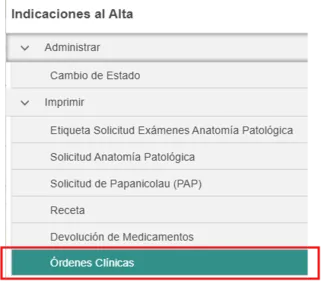 Indicaciones al Alta
Administrar
Cambio de Estado
Imprimir
Etiqueta Solicitud Exámenes Anatomía Patológica
Solicitud Anatomía Patológica
Solicitud de Papanicolau (PAP)
Receta
Devolución de Medicamentos
Órdenes Clínicas